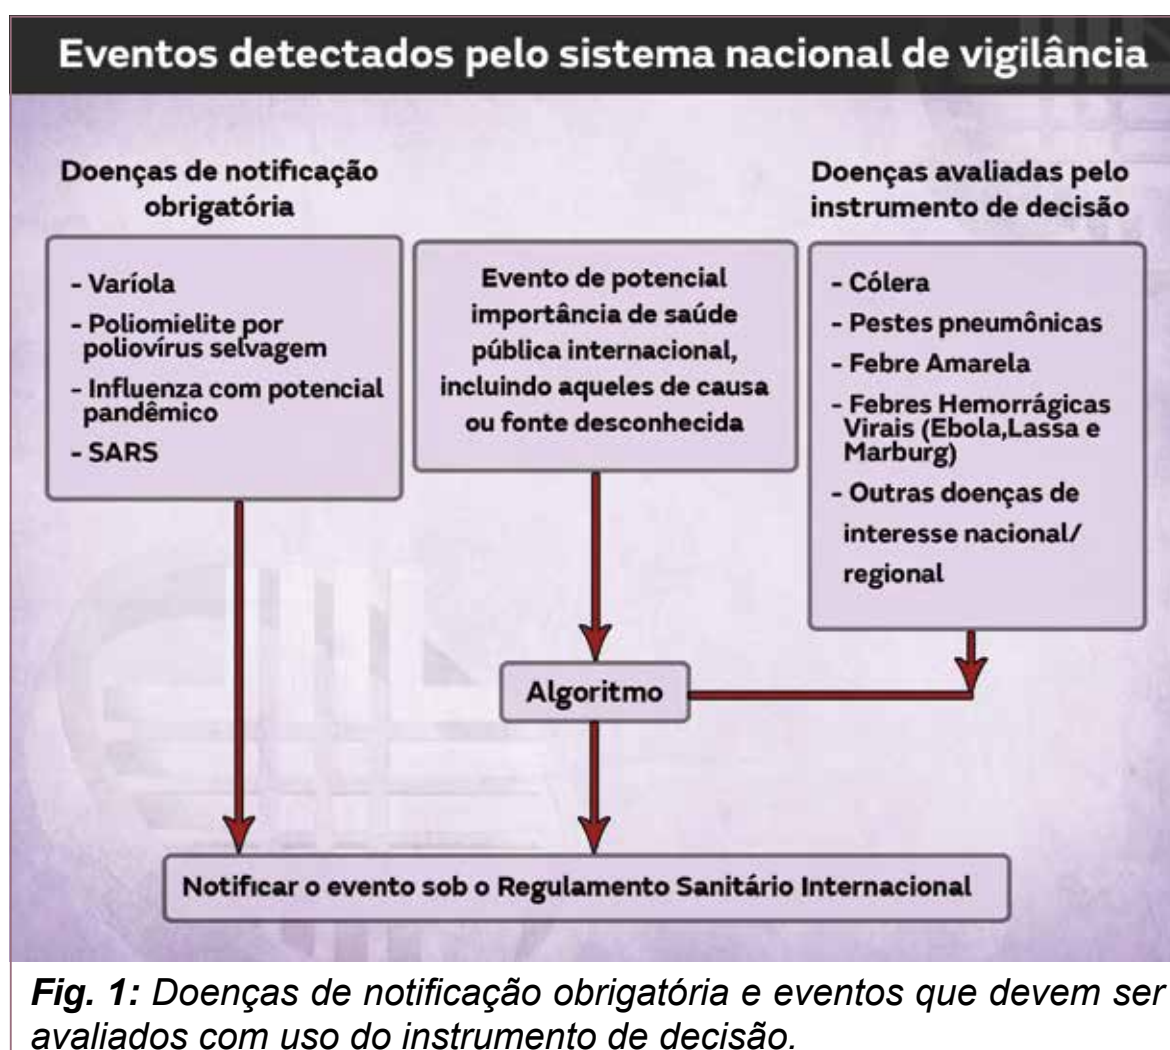 Eventos detectados pelo sistema nacional de vigilância
Doenças de notificação
obrigatória
- Varíola
- Poliomielite por
poliovírus selvagem
- Influenza com potencial
pandêmico
- SARS
Evento de potencial
importância de saúde
pública internacional,
incluindo aqueles de causa
ou fonte desconhecida
Doenças avaliadas pelo
instrumento de decisão
- Cólera
- Pestes pneumônicas
- Febre Amarela
- Febres Hemorrágicas
Virais (Ebola,Lassa e
Marburg)
- Outras doenças de
interesse nacional/
regional
Algoritmo
Notificar o evento sob o Regulamento Sanitário Internacional
Fig. 1: Doenças de notificação obrigatória e eventos que devem ser
avaliados com uso do instrumento de decisão.